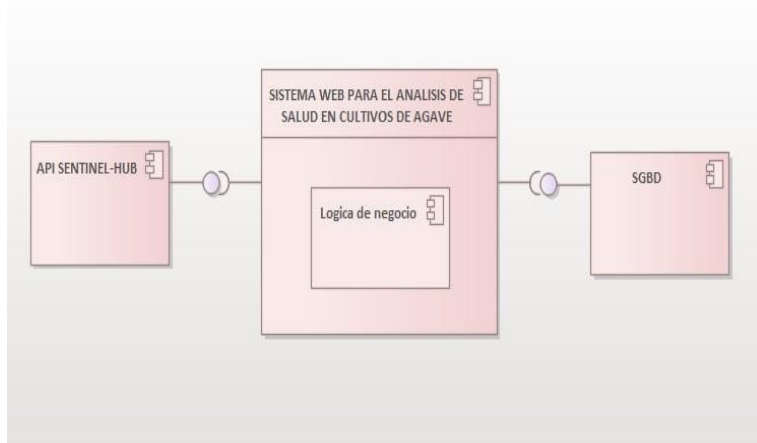 SISTEMA WEB PARA EL ANALISIS DE
SALUD EN CULTIVOS DE AGAVE
API SENTINEL-HUB
Logica de negocio
SGBD